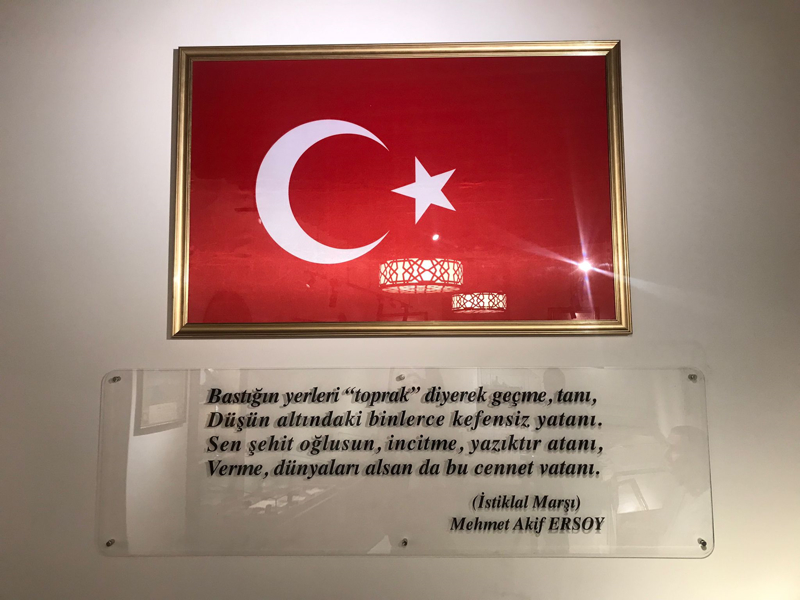 Bastığın yerleri “toprak” diyerek geçme, tanı,
Düşün altındaki binlerce kefensiz yatanı.
Sen şehit oğlusun, incitme, yazıktır atanı,
Verme, dünyaları alsan da bu cennet vatanı.
(İstiklal Marşı)
Mehmet Akif ERSOY